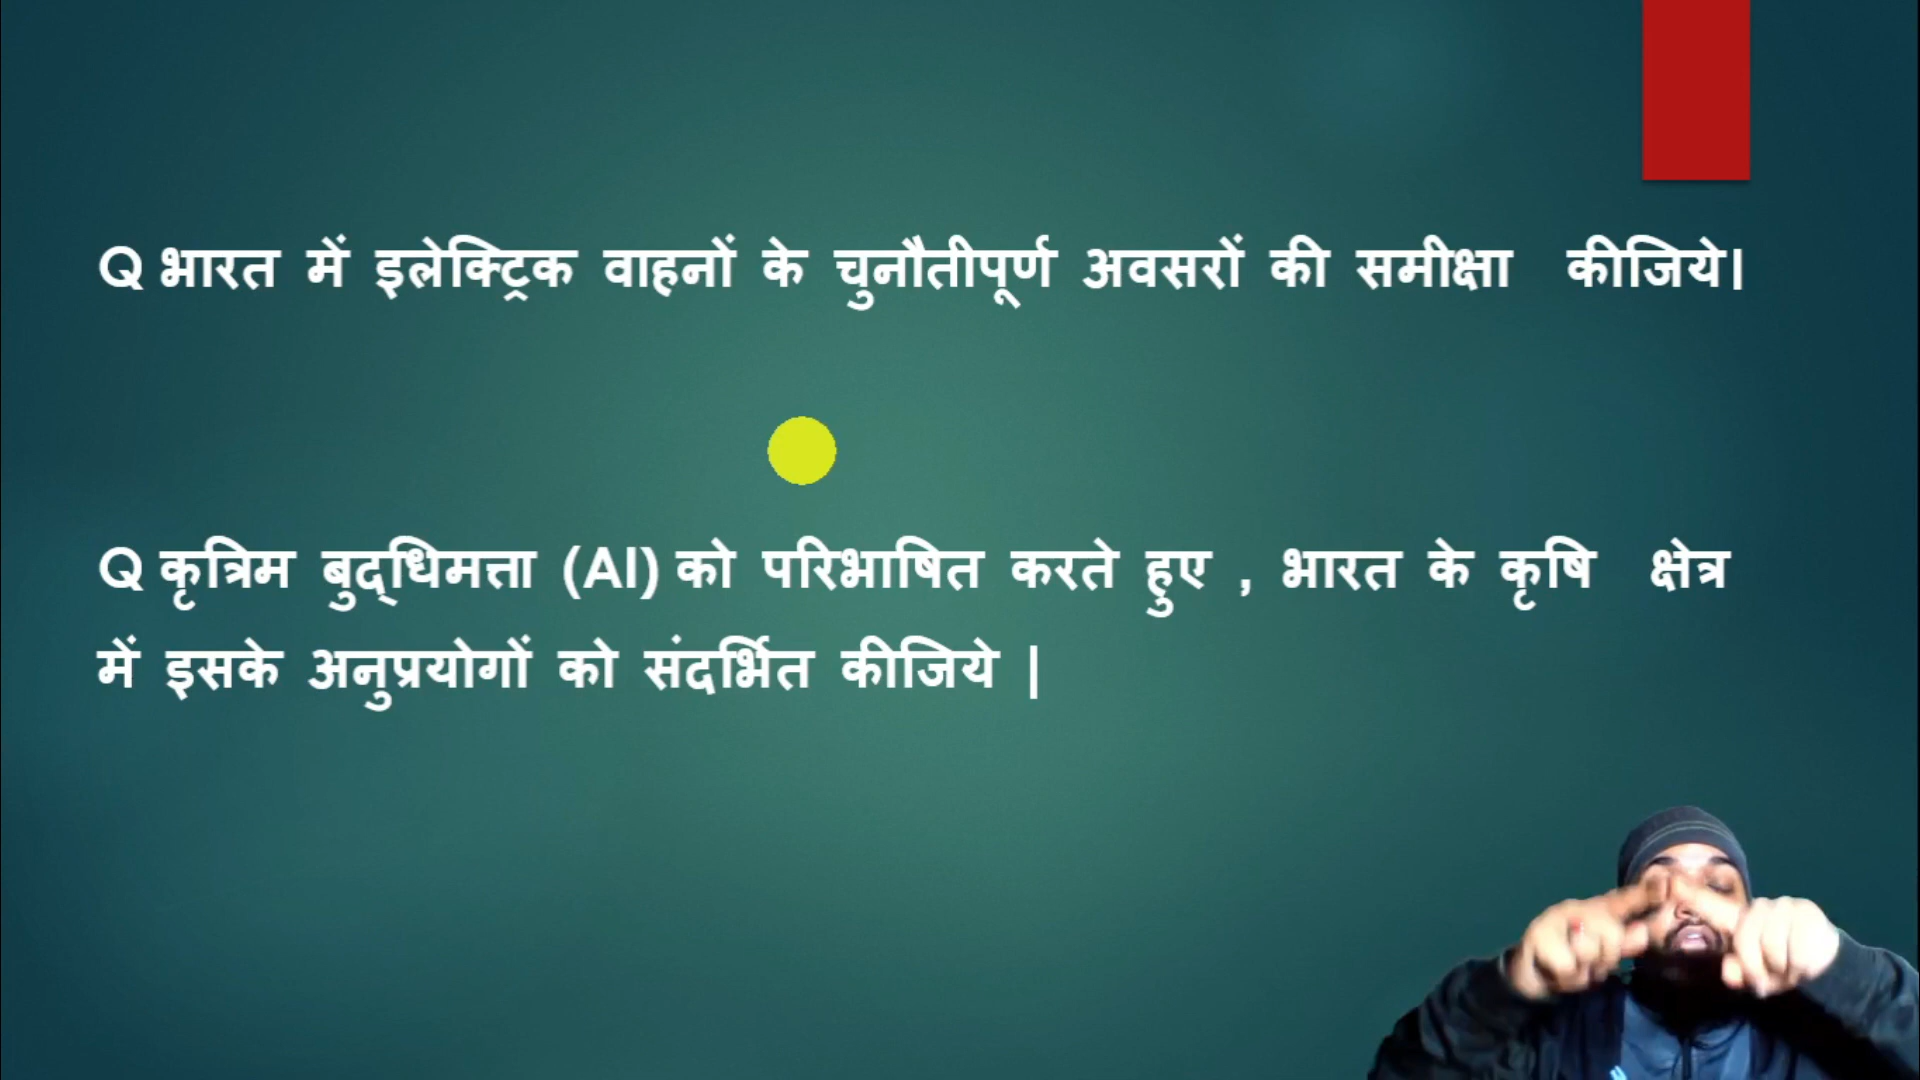 Q भारत में इलेक्ट्रिक वाहनों के चुनौतीपूर्ण अवसरों की समीक्षा कीजिये।
Q कृत्रिम बुद्धिमत्ता (AI) को परिभाषित करते हुए , भारत के कृषि क्षेत्र
में इसके अनुप्रयोगों को संदर्भित कीजिये |